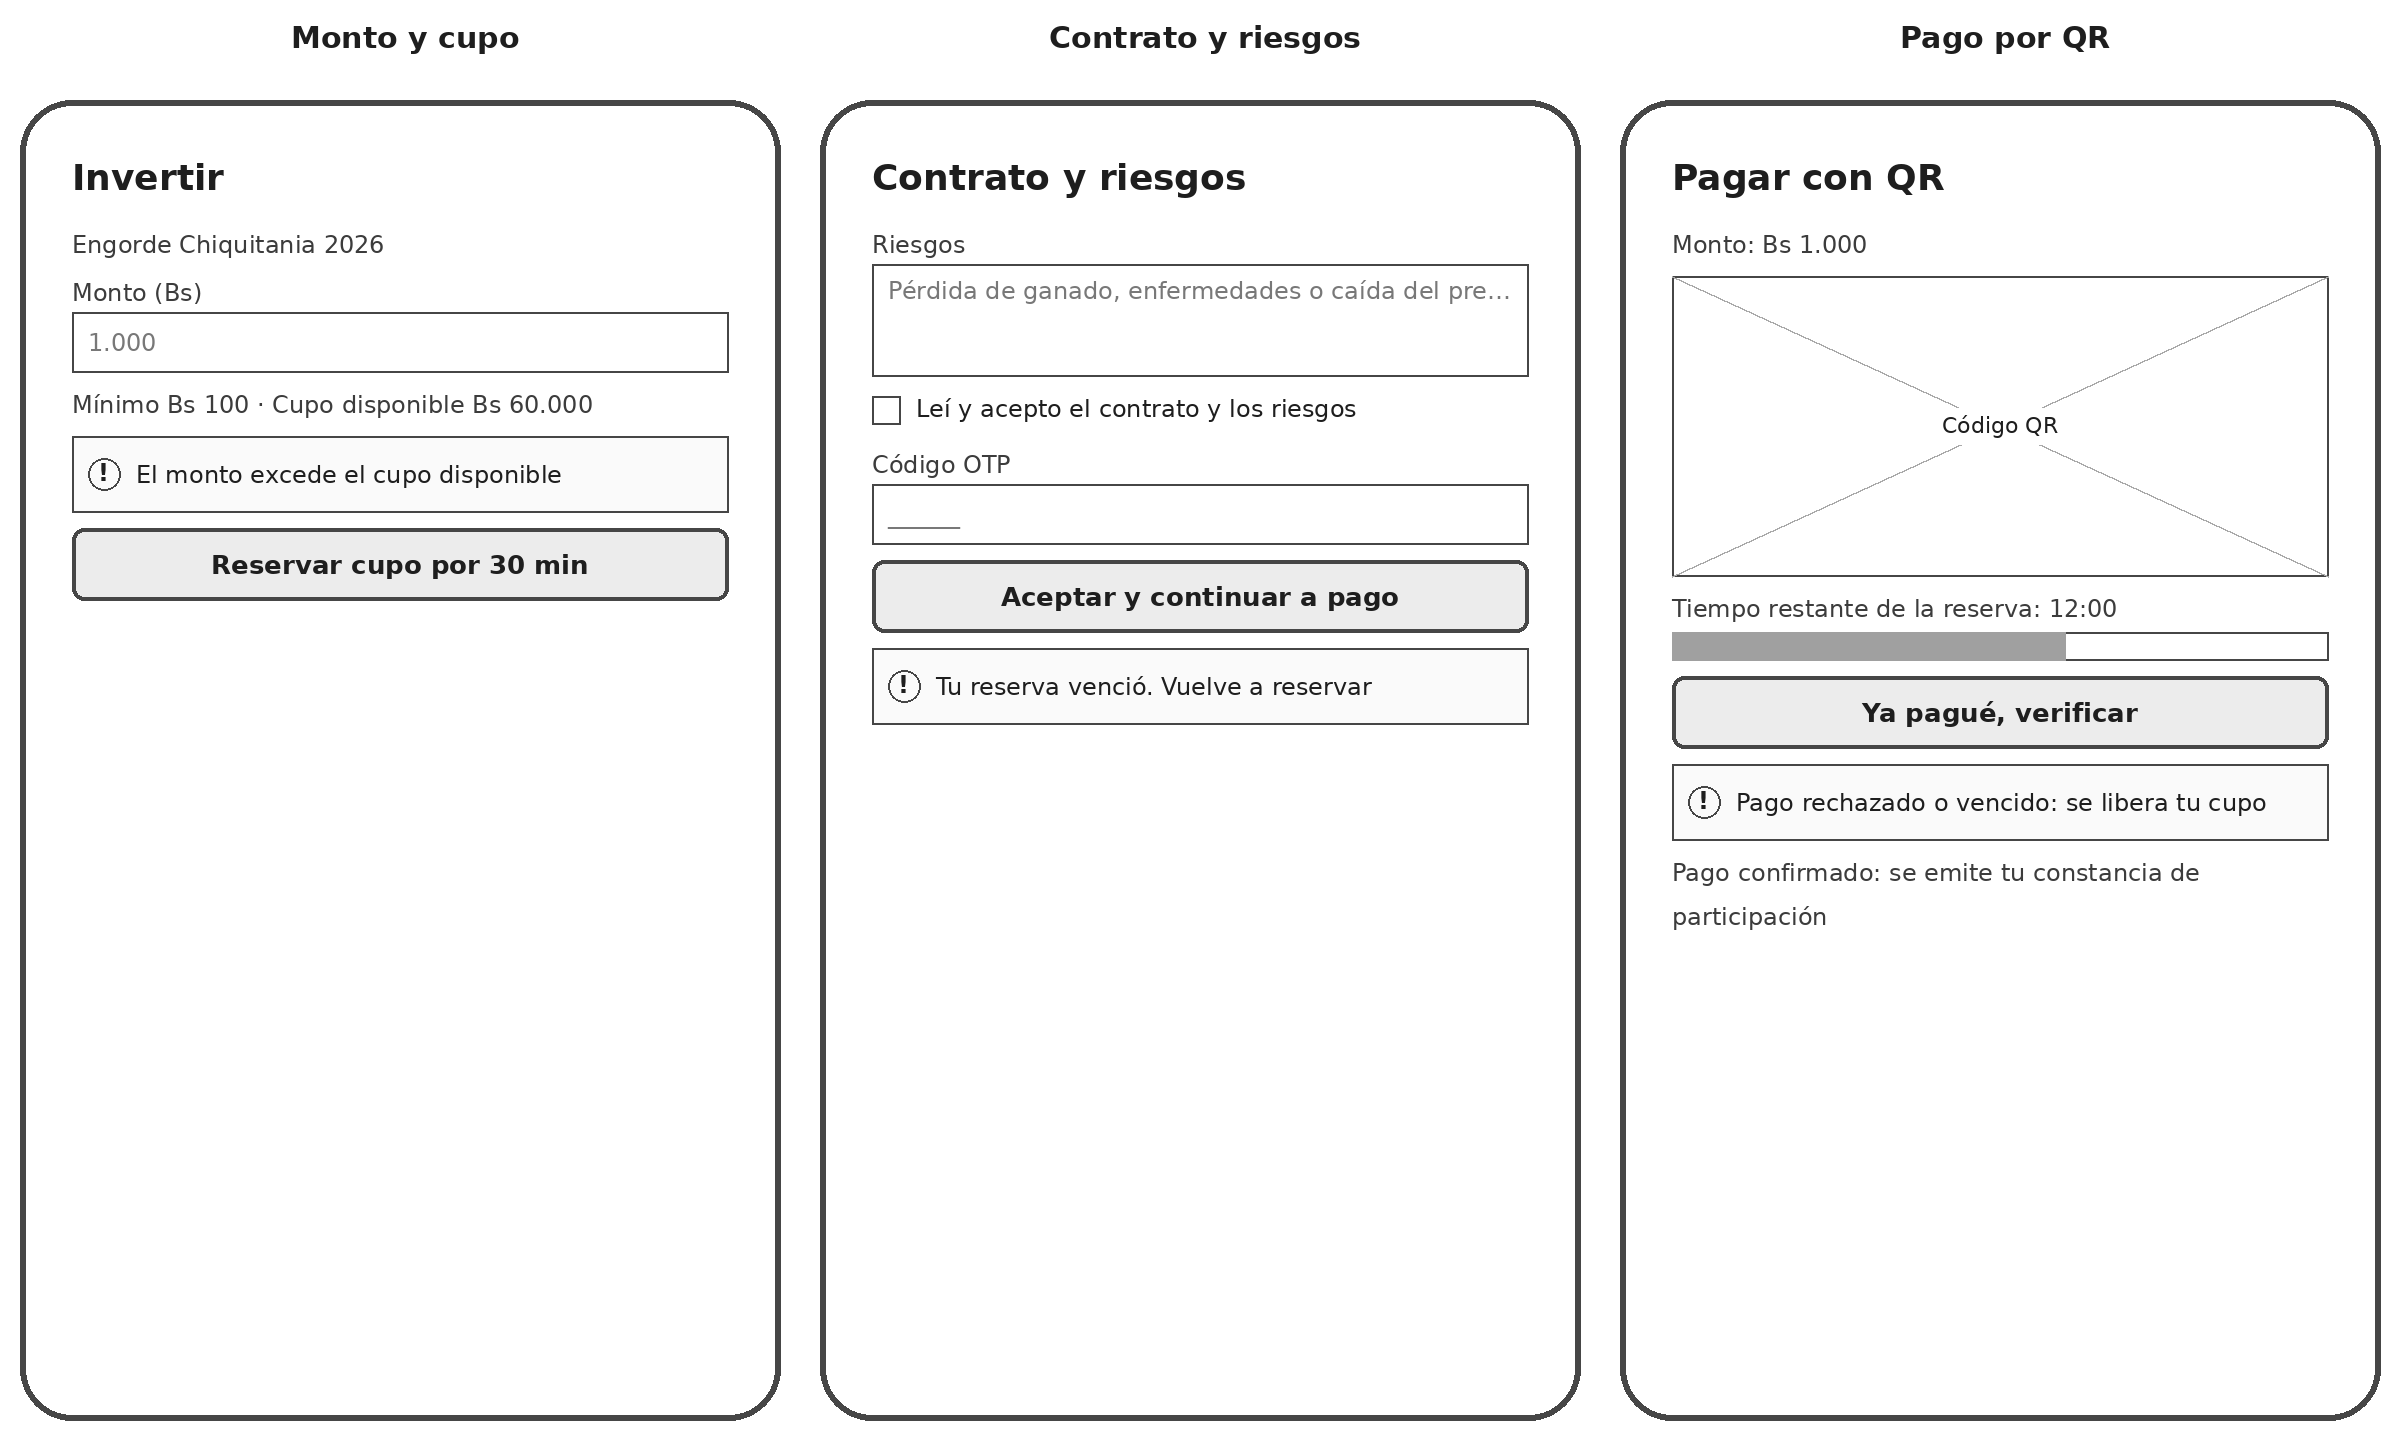 Monto y cupo
Invertir
Engorde Chiquitania 2026
Monto (Bs)
1.000
Mínimo Bs 100 · Cupo disponible Bs 60.000
! El monto excede el cupo disponible
Reservar cupo por 30 min
Contrato y riesgos
Contrato y riesgos
Riesgos
Pérdida de ganado, enfermedades o caída del pre...
Leí y acepto el contrato y los riesgos
Código OTP
______
Aceptar y continuar a pago
! Tu reserva venció. Vuelve a reservar
Pago por QR
Pagar con QR
Monto: Bs 1.000
Código QR
Tiempo restante de la reserva: 12:00
Ya pagué, verificar
! Pago rechazado o vencido: se libera tu cupo
Pago confirmado: se emite tu constancia de
participación